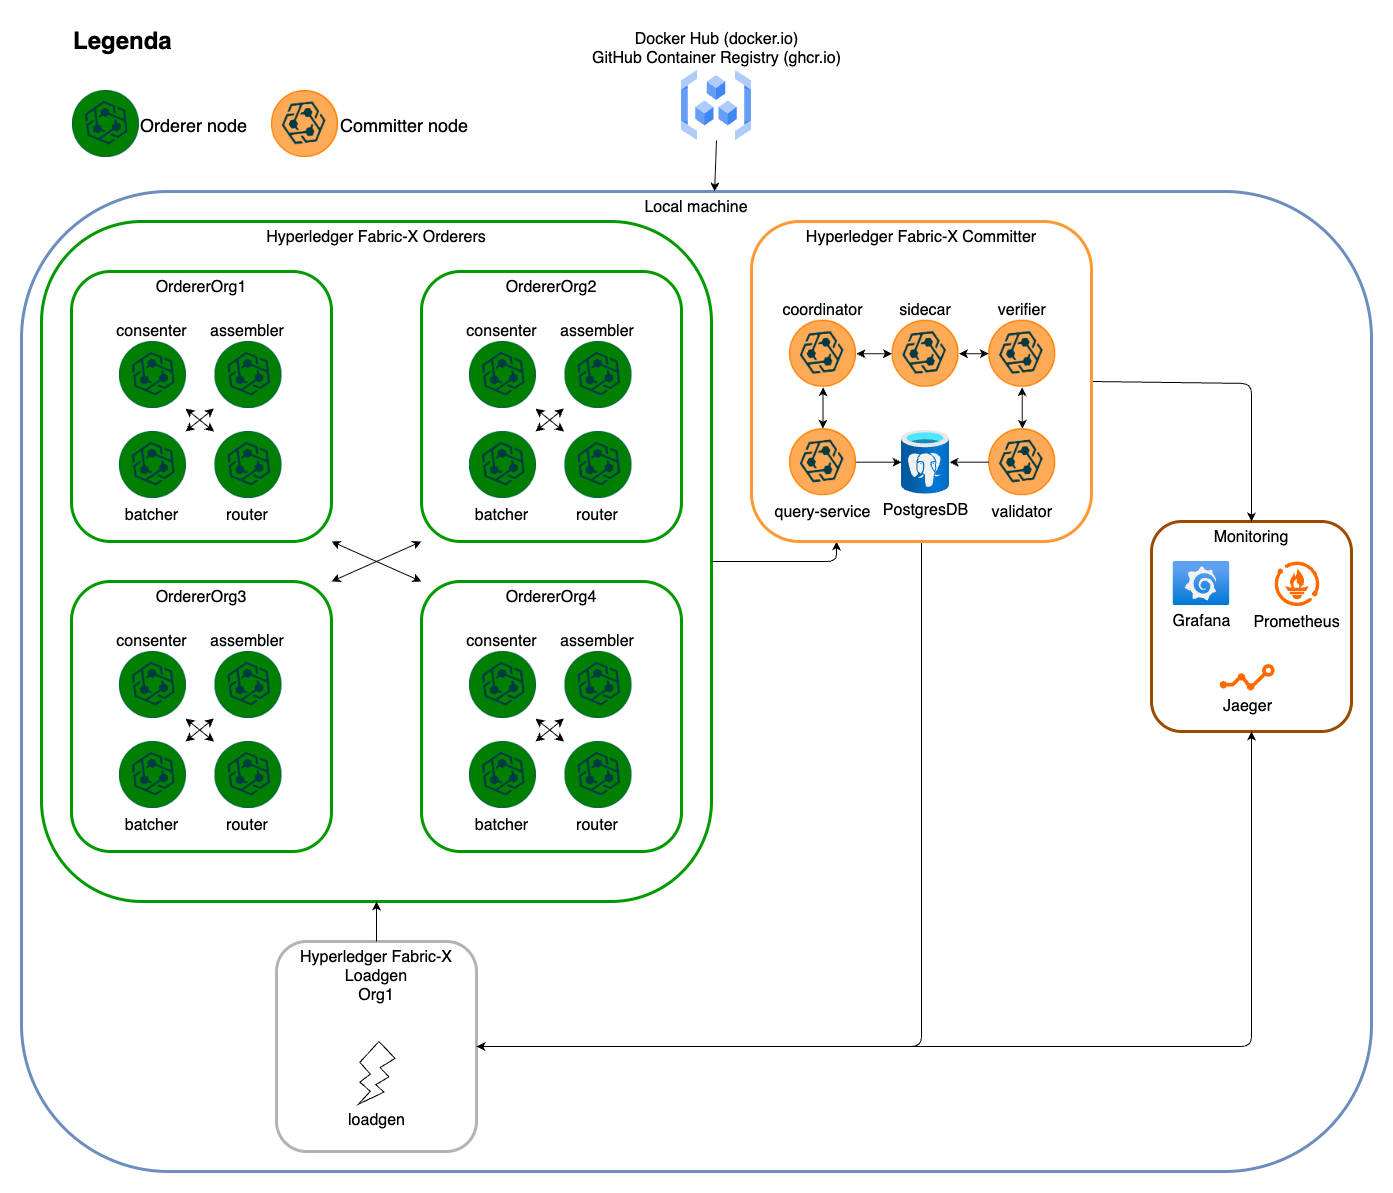 Legenda
Orderer node
Committer node
Docker Hub (docker.io)
GitHub Container Registry (ghcr.io)
Local machine
Hyperledger Fabric-X Orderers
OrdererOrg1
consenter
assembler
batcher
router
OrdererOrg2
consenter
assembler
batcher
router
OrdererOrg3
consenter
assembler
batcher
router
OrdererOrg4
consenter
assembler
batcher
router
Hyperledger Fabric-X Committer
coordinator
sidecar
verifier
query-service
PostgresDB
validator
Monitoring
Grafana
Prometheus
Jaeger
Hyperledger Fabric-X
Loadgen
Org1
loadgen